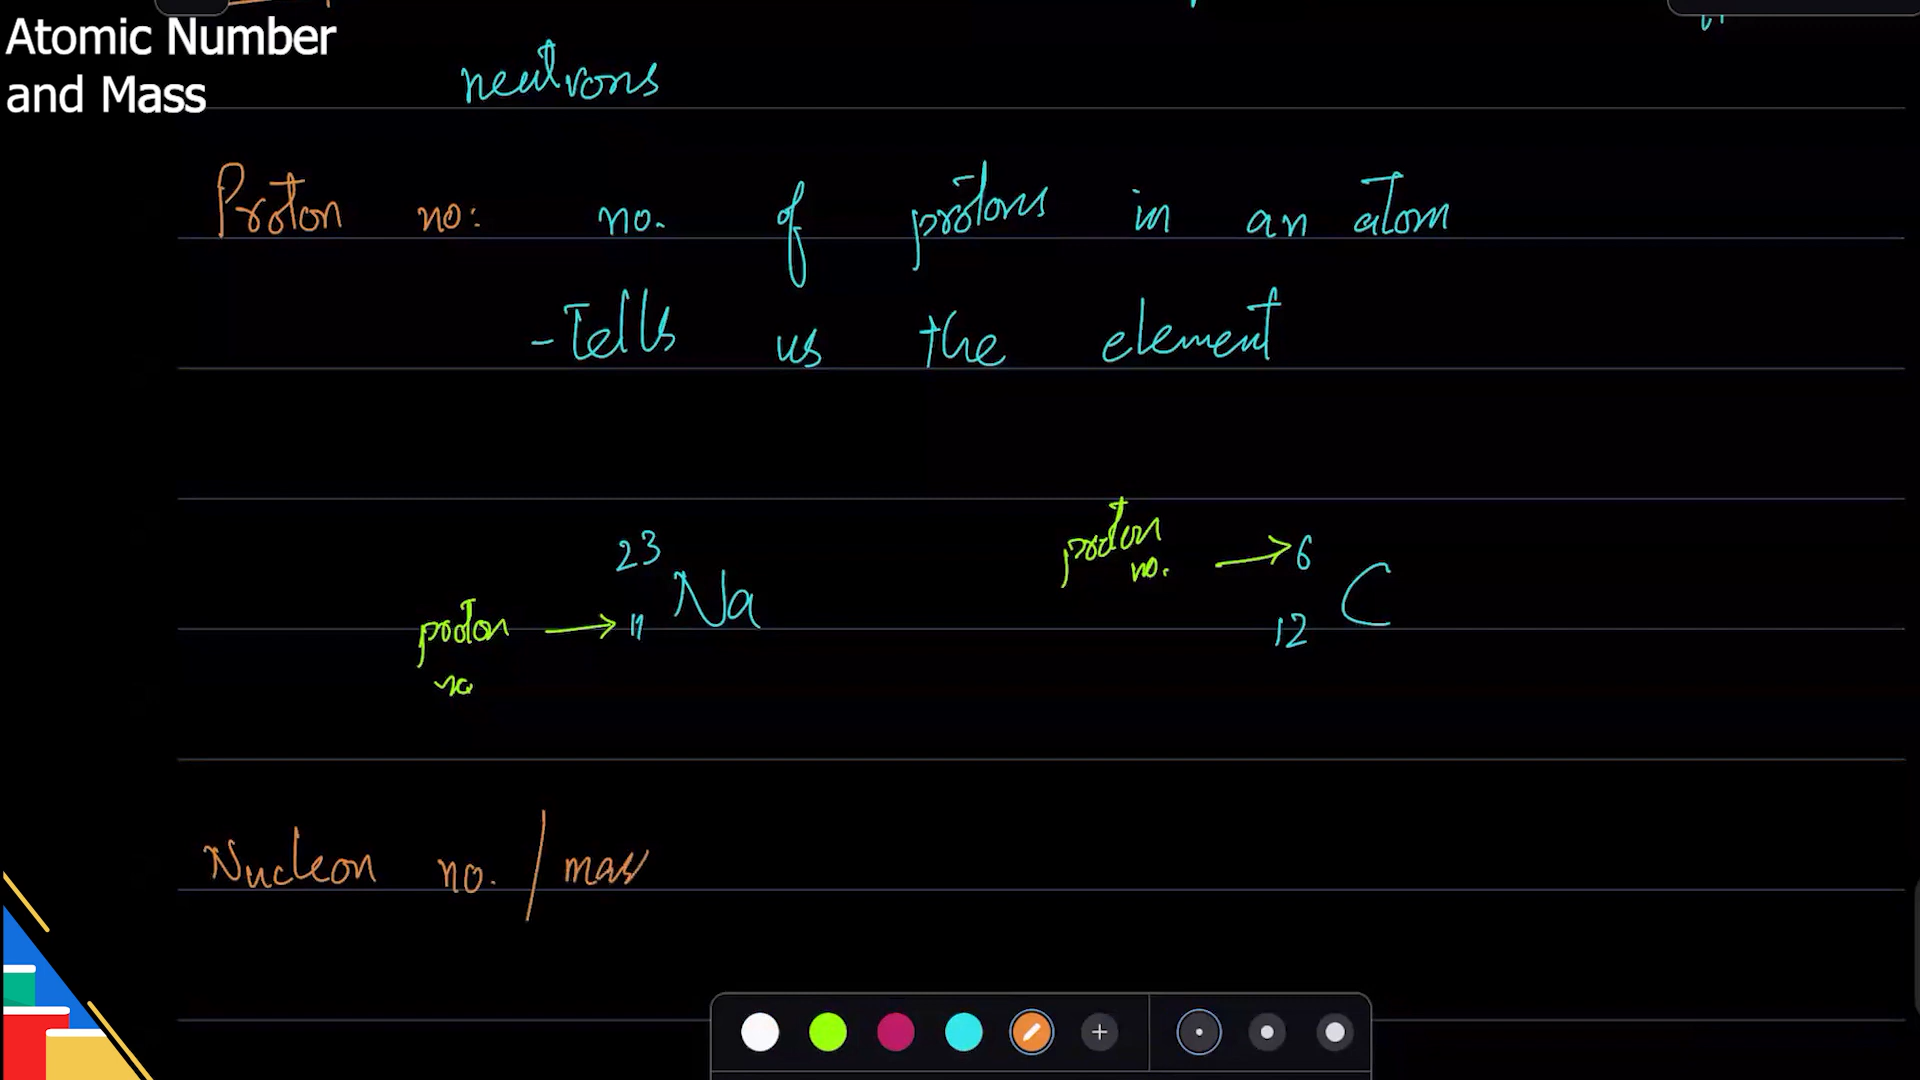 Atomic Number
and Mass
neutrons
Proton no: no. of protons in an atom
- Tells us the element
23
Na
11
proton
no
proton
no.
6
C
12
Nucleon no. / mass